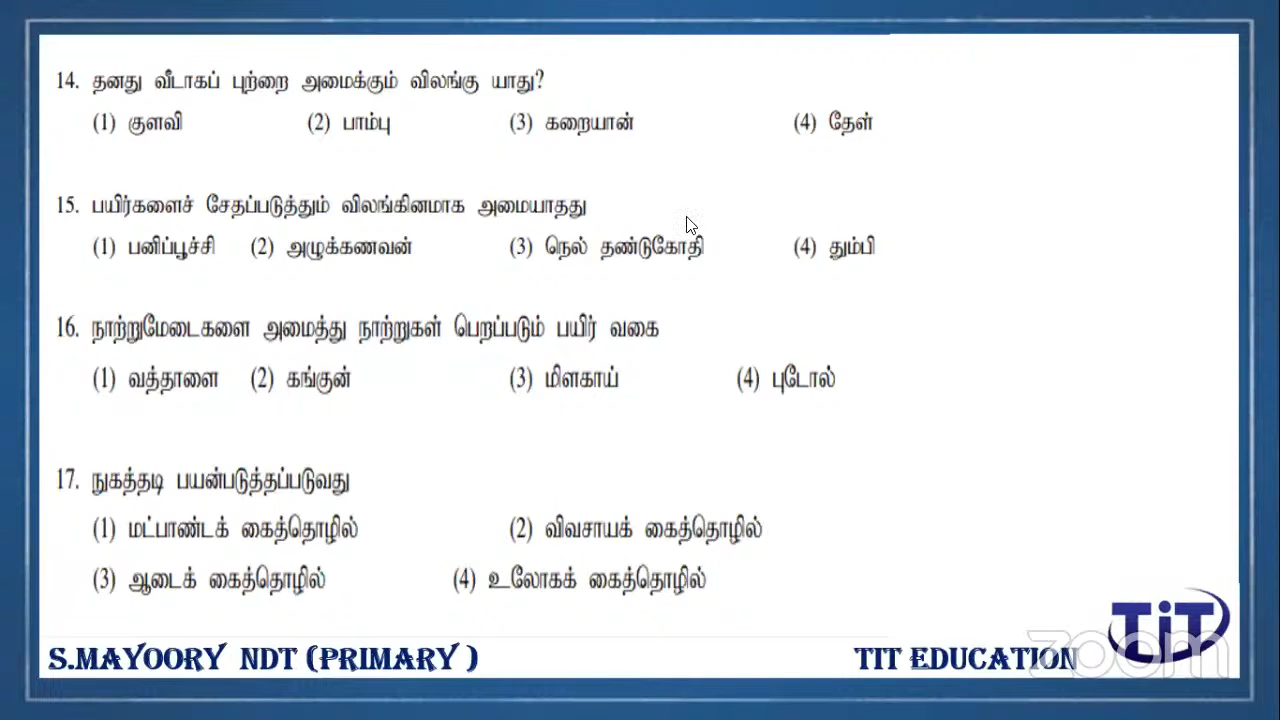 14. தனது வீடாகப் புற்றை அமைக்கும் விலங்கு யாது?
(1) குளவி (2) பாம்பு (3) கறையான் (4) தேள்
15. பயிர்களைச் சேதப்படுத்தும் விலங்கினமாக அமையாதது
(1) பனிப்பூச்சி (2) அழுக்கணவன் (3) நெல் தண்டுகோதி (4) தும்பி
16. நாற்றுமேடைகளை அமைத்து நாற்றுகள் பெறப்படும் பயிர் வகை
(1) வத்தாளை (2) கங்குன் (3) மிளகாய் (4) புடோல்
17. நுகத்தடி பயன்படுத்தப்படுவது
(1) மட்பாண்டக் கைத்தொழில் (2) விவசாயக் கைத்தொழில்
(3) ஆடைக் கைத்தொழில் (4) உலோகக் கைத்தொழில்
S.MAYOORY NDT (PRIMARY ) TIT EDUCATION
TiT
zoom